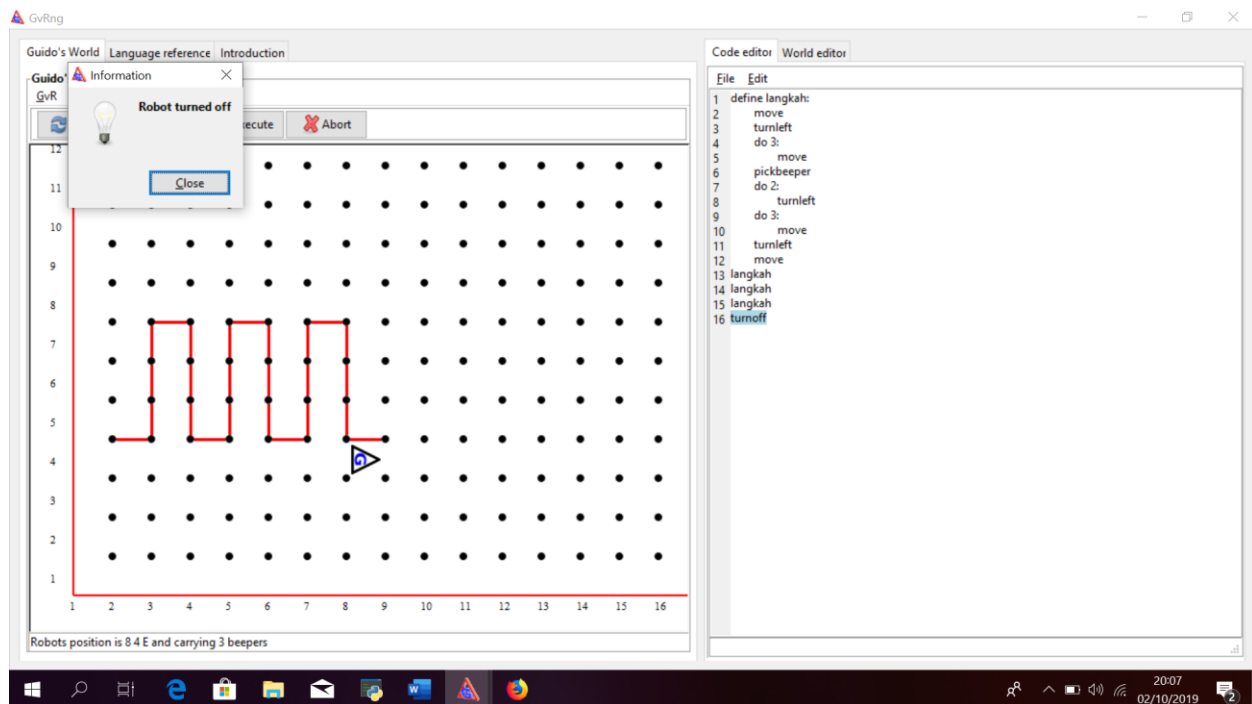 GvRng
Guido's World Language reference Introduction
Guido'
GvR
Information
Robot turned off
Close
ecute Abort
12
11
10
9
8
7
6
5
4
3
2
1
1 2 3 4 5 6 7 8 9 10 11 12 13 14 15 16
G
Robots position is 8 4 E and carrying 3 beepers
Code editor World editor
File Edit
1 define langkah:
2 move
3 turnleft
4 do 3:
5 move
6 pickbeeper
7 do 2:
8 turnleft
9 do 3:
10 move
11 turnleft
12 move
13 langkah
14 langkah
15 langkah
16 turnoff
20:07
02/10/2019
2